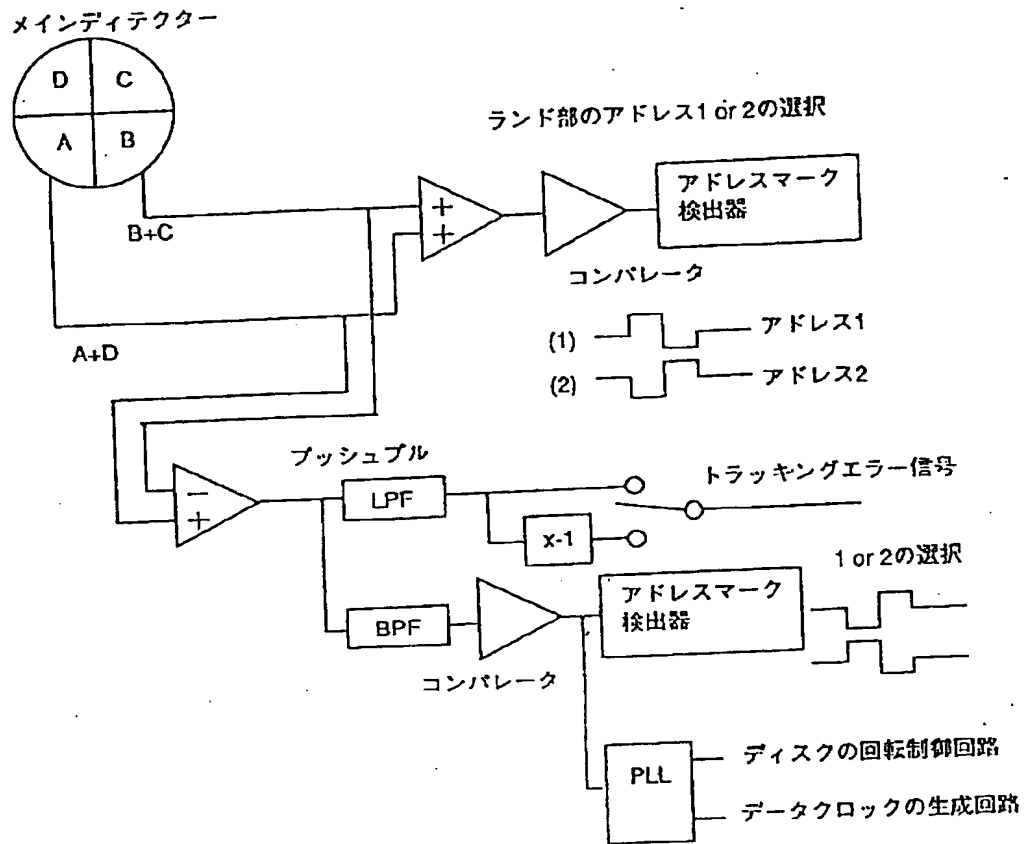 メインディテクター
D
C
A
B
ランド部のアドレス1 or 2の選択
アドレスマーク
検出器
+
+
B+C
コンパレータ
A+D
(1)
アドレス1
(2)
アドレス2
プッシュプル
トラッキングエラー信号
LPF
−
+
x-1
1 or 2の選択
アドレスマーク
検出器
BPF
コンパレータ
PLL
ディスクの回転制御回路
データクロックの生成回路